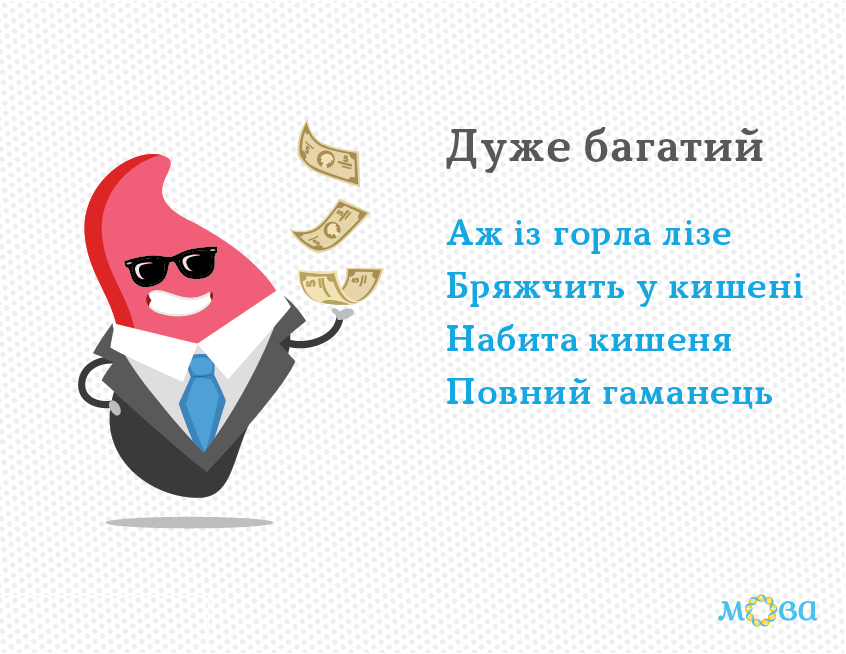 Дуже багатий
Аж із горла лізе
Бряжчить у кишені
Набита кишеня
Повний гаманець
мова